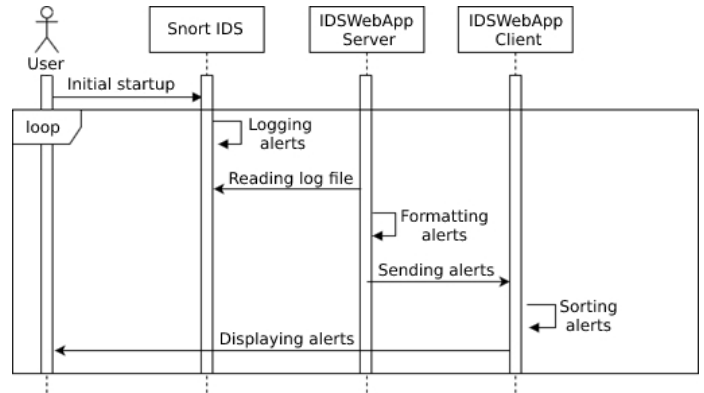 Snort IDS
IDSWebApp
Server
IDSWebApp
Client
User
Initial startup
loop
Logging
alerts
Reading log file
Formatting
alerts
Sending alerts
Sorting
alerts
Displaying alerts